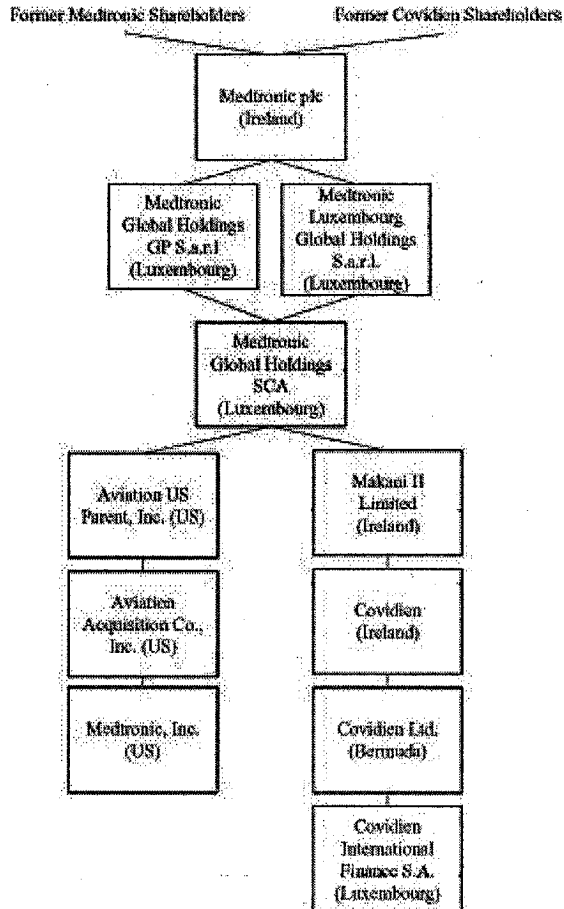 Former Medtronic Shareholders
Former Covidien Shareholders
Medtronic plc
(Ireland)
Medtronic
Global Holdings
GP S.a.r.l
(Luxembourg)
Medtronic
Luxembourg
Global Holdings
S.a.r.l.
(Luxembourg)
Medtronic
Global Holdings
SCA
(Luxembourg)
Aviation US
Parent, Inc. (US)
Aviation
Acquisition Co.,
Inc. (US)
Medtronic, Inc.
(US)
Makani II
Limited
(Ireland)
Covidien
(Ireland)
Covidien Ltd.
(Bermuda)
Covidien
International
Finance S.A.
(Luxembourg)